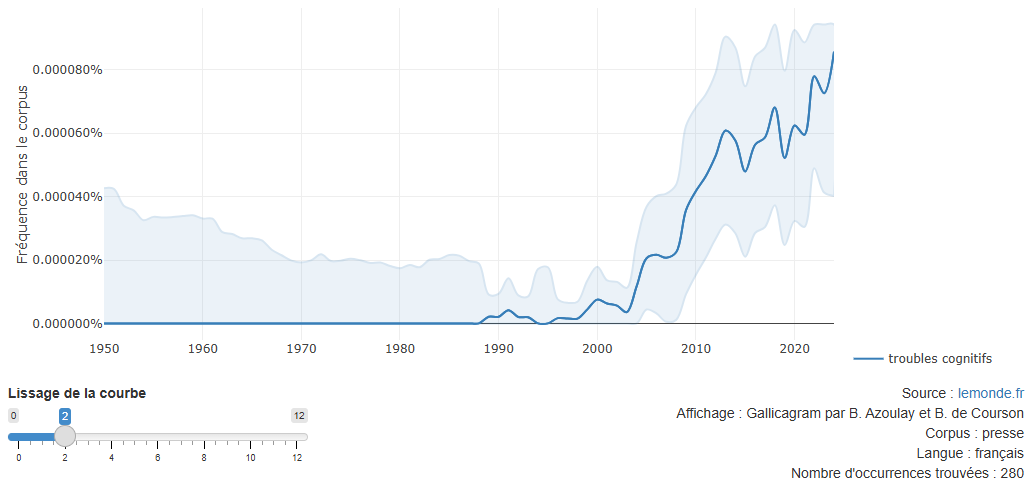 Fréquence dans le corpus
0.000080%
0.000060%
0.000040%
0.000020%
0.000000%
1950 1960 1970 1980 1990 2000 2010 2020
troubles cognitifs
Lissage de la courbe
0 2 12
0 2 4 6 8 10 12
Source : lemonde.fr
Affichage : Gallicagram par B. Azoulay et B. de Courson
Corpus : presse
Langue : français
Nombre d'occurrences trouvées : 280